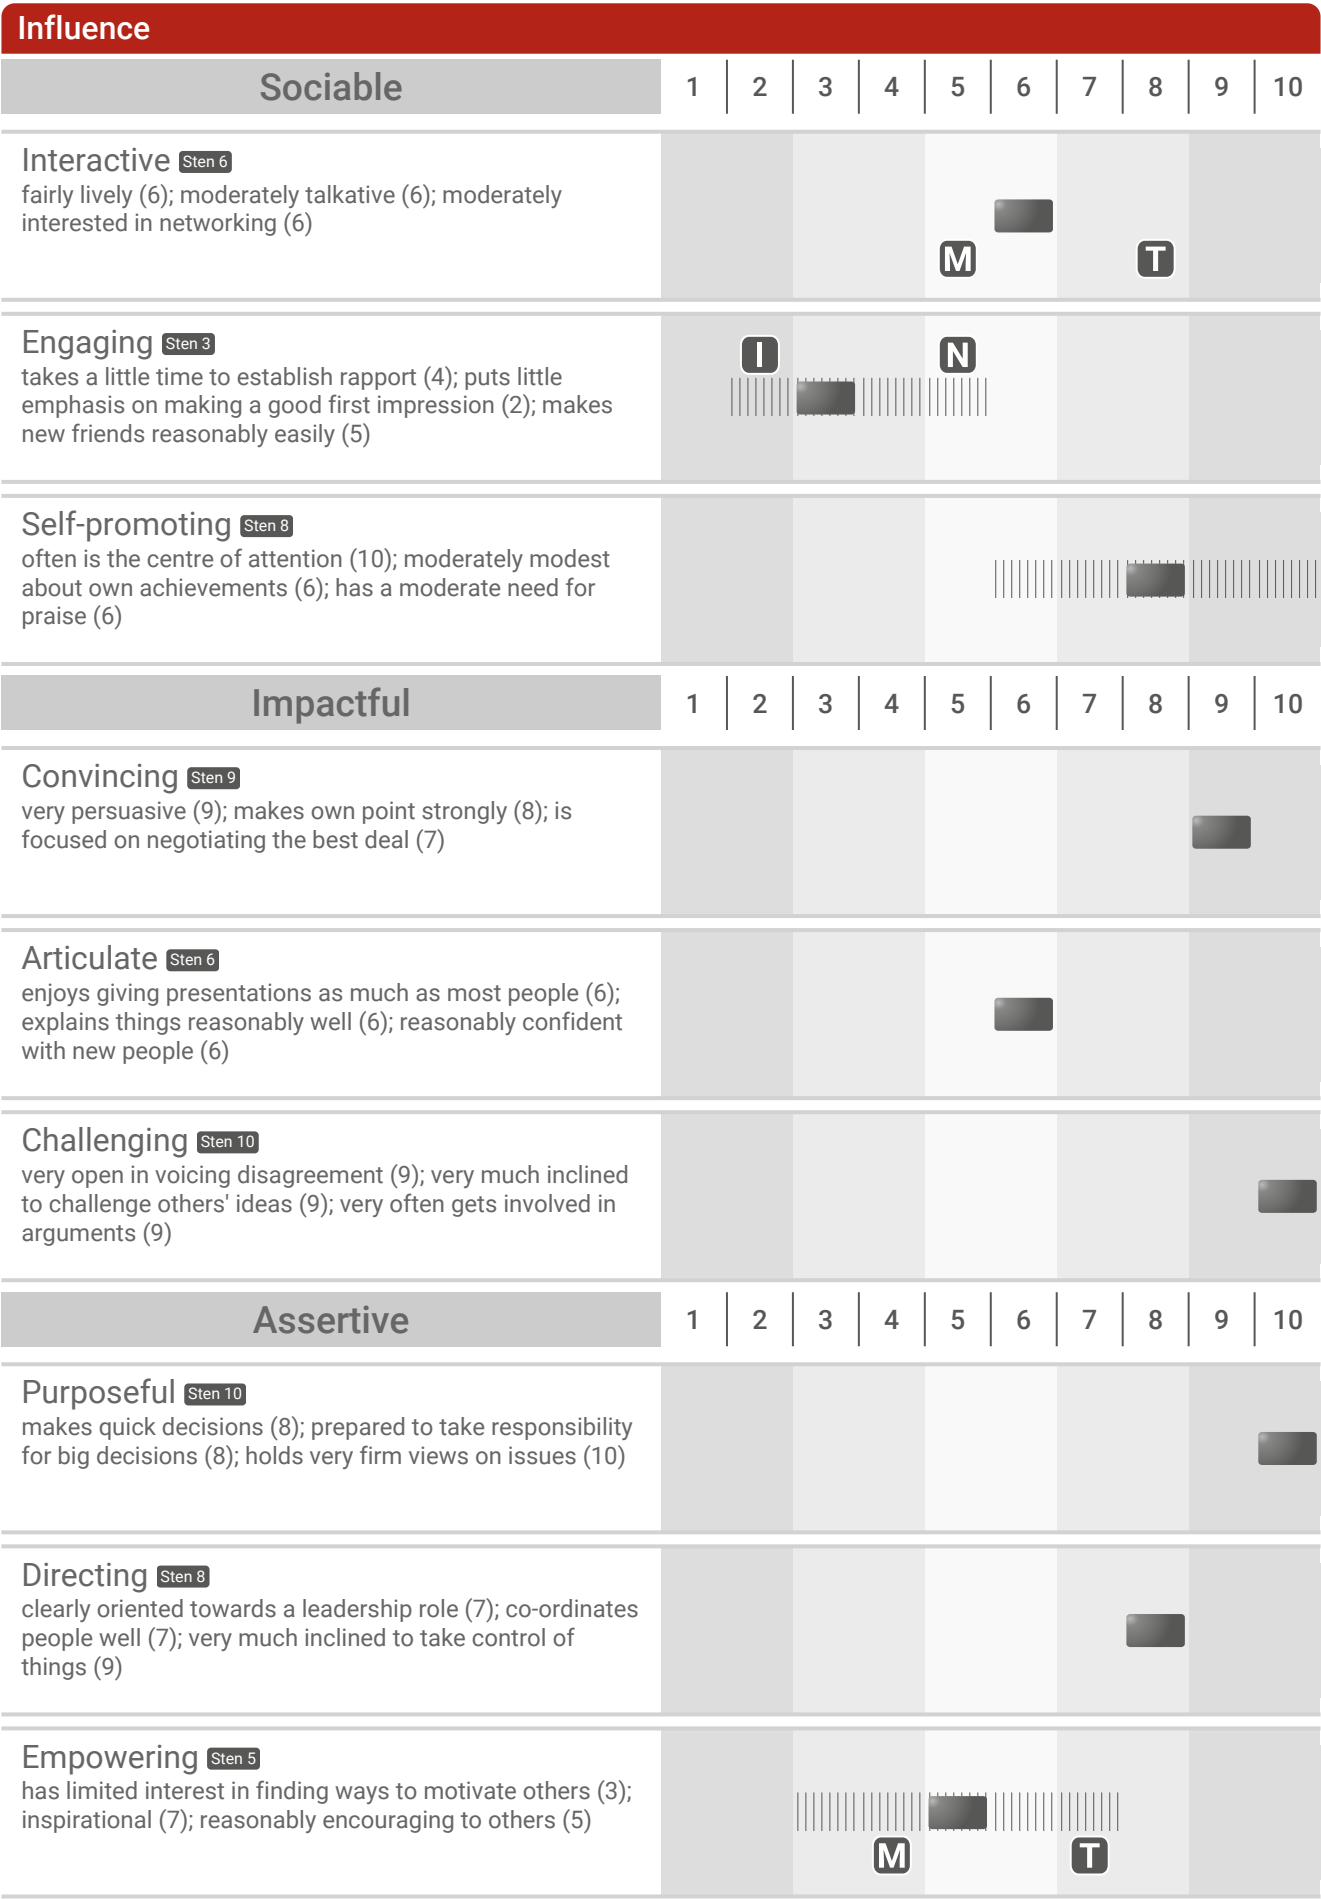 Influence
Sociable 1 2 3 4 5 6 7 8 9 10
Interactive Sten 6
fairly lively (6); moderately talkative (6); moderately
interested in networking (6)
M T
Engaging Sten 3
I N
takes a little time to establish rapport (4); puts little
emphasis on making a good first impression (2); makes
new friends reasonably easily (5)
Self-promoting Sten 8
often is the centre of attention (10); moderately modest
about own achievements (6); has a moderate need for
praise (6)
Impactful 1 2 3 4 5 6 7 8 9 10
Convincing Sten 9
very persuasive (9); makes own point strongly (8); is
focused on negotiating the best deal (7)
Articulate Sten 6
enjoys giving presentations as much as most people (6);
explains things reasonably well (6); reasonably confident
with new people (6)
Challenging Sten 10
very open in voicing disagreement (9); very much inclined
to challenge others' ideas (9); very often gets involved in
arguments (9)
Assertive 1 2 3 4 5 6 7 8 9 10
Purposeful Sten 10
makes quick decisions (8); prepared to take responsibility
for big decisions (8); holds very firm views on issues (10)
Directing Sten 8
clearly oriented towards a leadership role (7); co-ordinates
people well (7); very much inclined to take control of
things (9)
Empowering Sten 5
has limited interest in finding ways to motivate others (3);
inspirational (7); reasonably encouraging to others (5)
M T